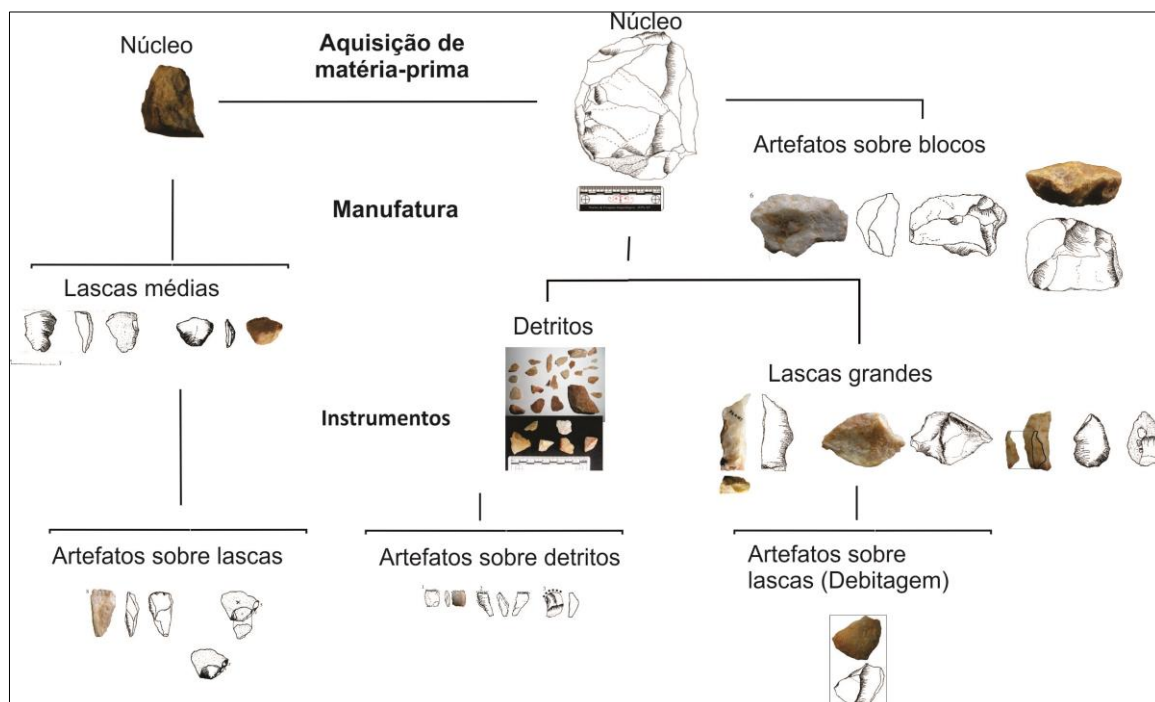 Núcleo
Aquisição de
matéria-prima
Núcleo
Artefatos sobre blocos
Manufatura
Lascas médias
Detritos
Lascas grandes
Instrumentos
Artefatos sobre lascas
Artefatos sobre detritos
Artefatos sobre
lascas (Debitagem)